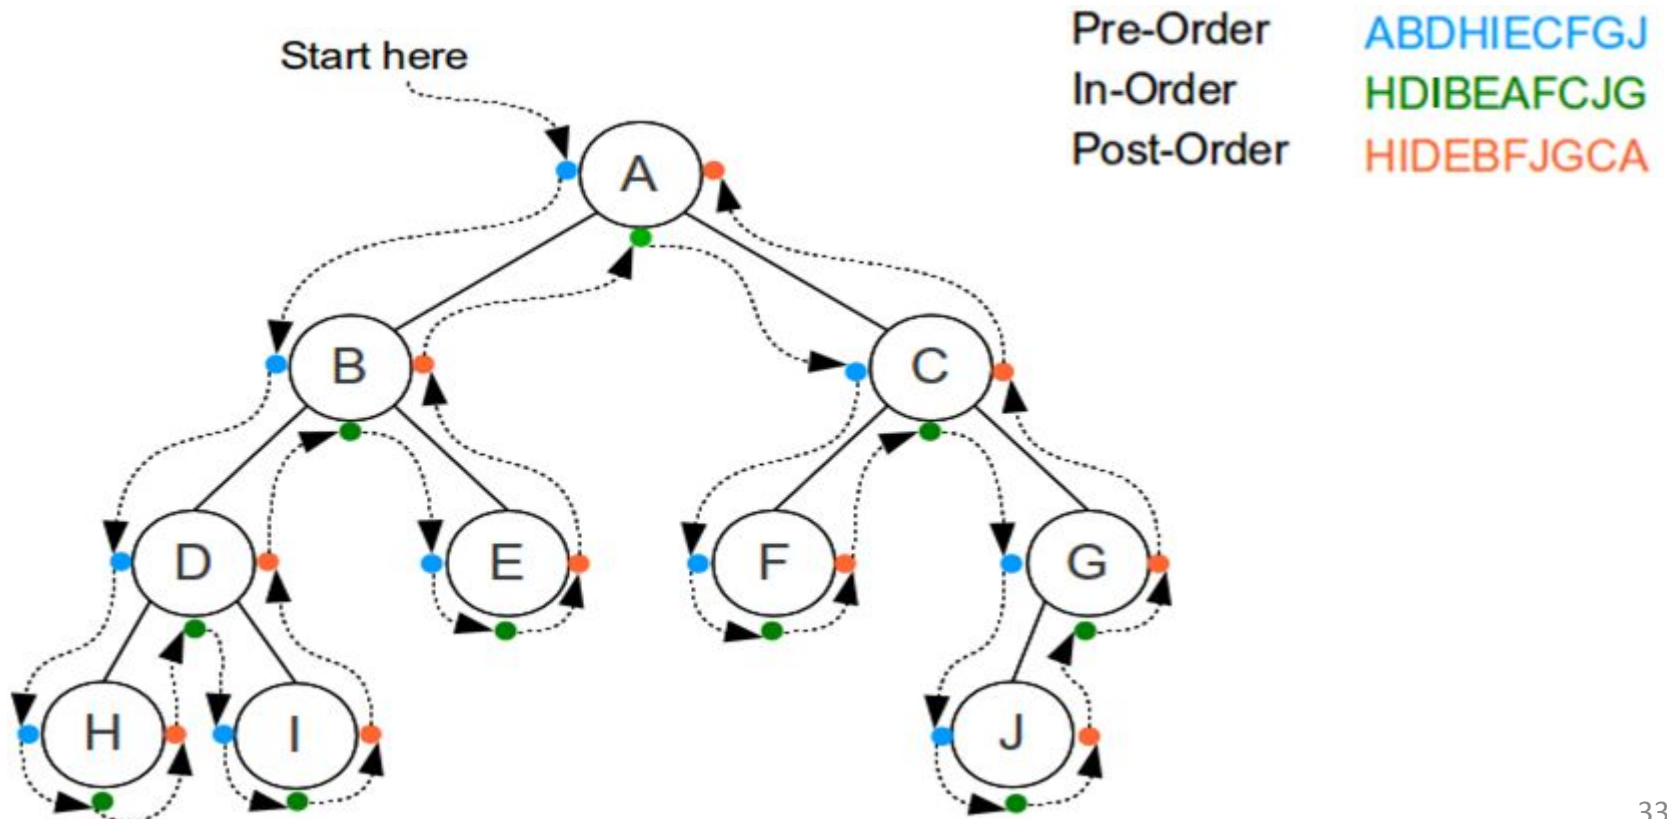 Pre-Order ABDHIECFGJ
Start here
In-Order HDIBEAFCJG
Post-Order HIDEBFJGCA
A
B C
D E F G
H I J
33